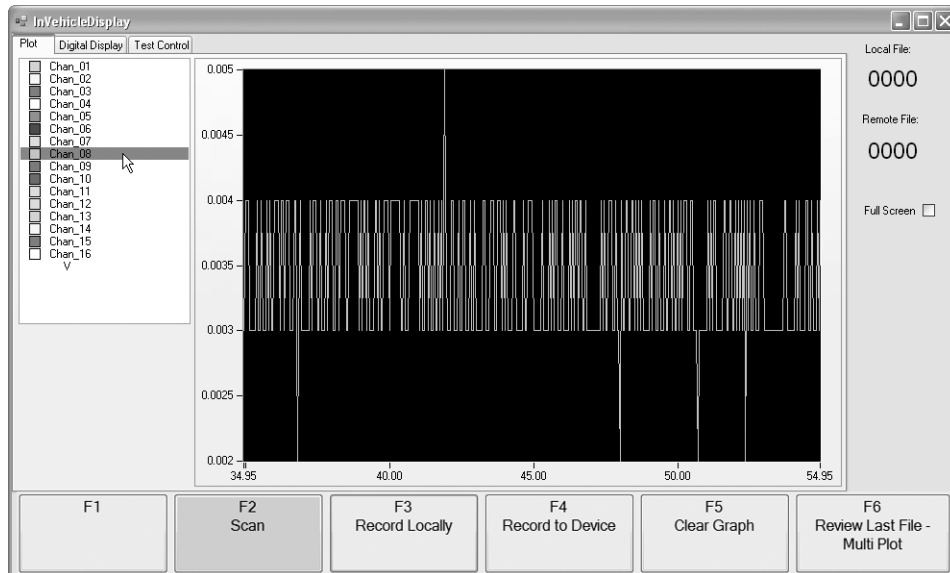 InVehicleDisplay
Plot Digital Display Test Control
Chan_01
Chan_02
Chan_03
Chan_04
Chan_05
Chan_06
Chan_07
Chan_08
Chan_09
Chan_10
Chan_11
Chan_12
Chan_13
Chan_14
Chan_15
Chan_16
V
0.005
0.0045
0.004
0.0035
0.003
0.0025
0.002
34.95 40.00 45.00 50.00 54.95
Local File:
0000
Remote File:
0000
Full Screen
F1
F2
Scan
F3
Record Locally
F4
Record to Device
F5
Clear Graph
F6
Review Last File -
Multi Plot